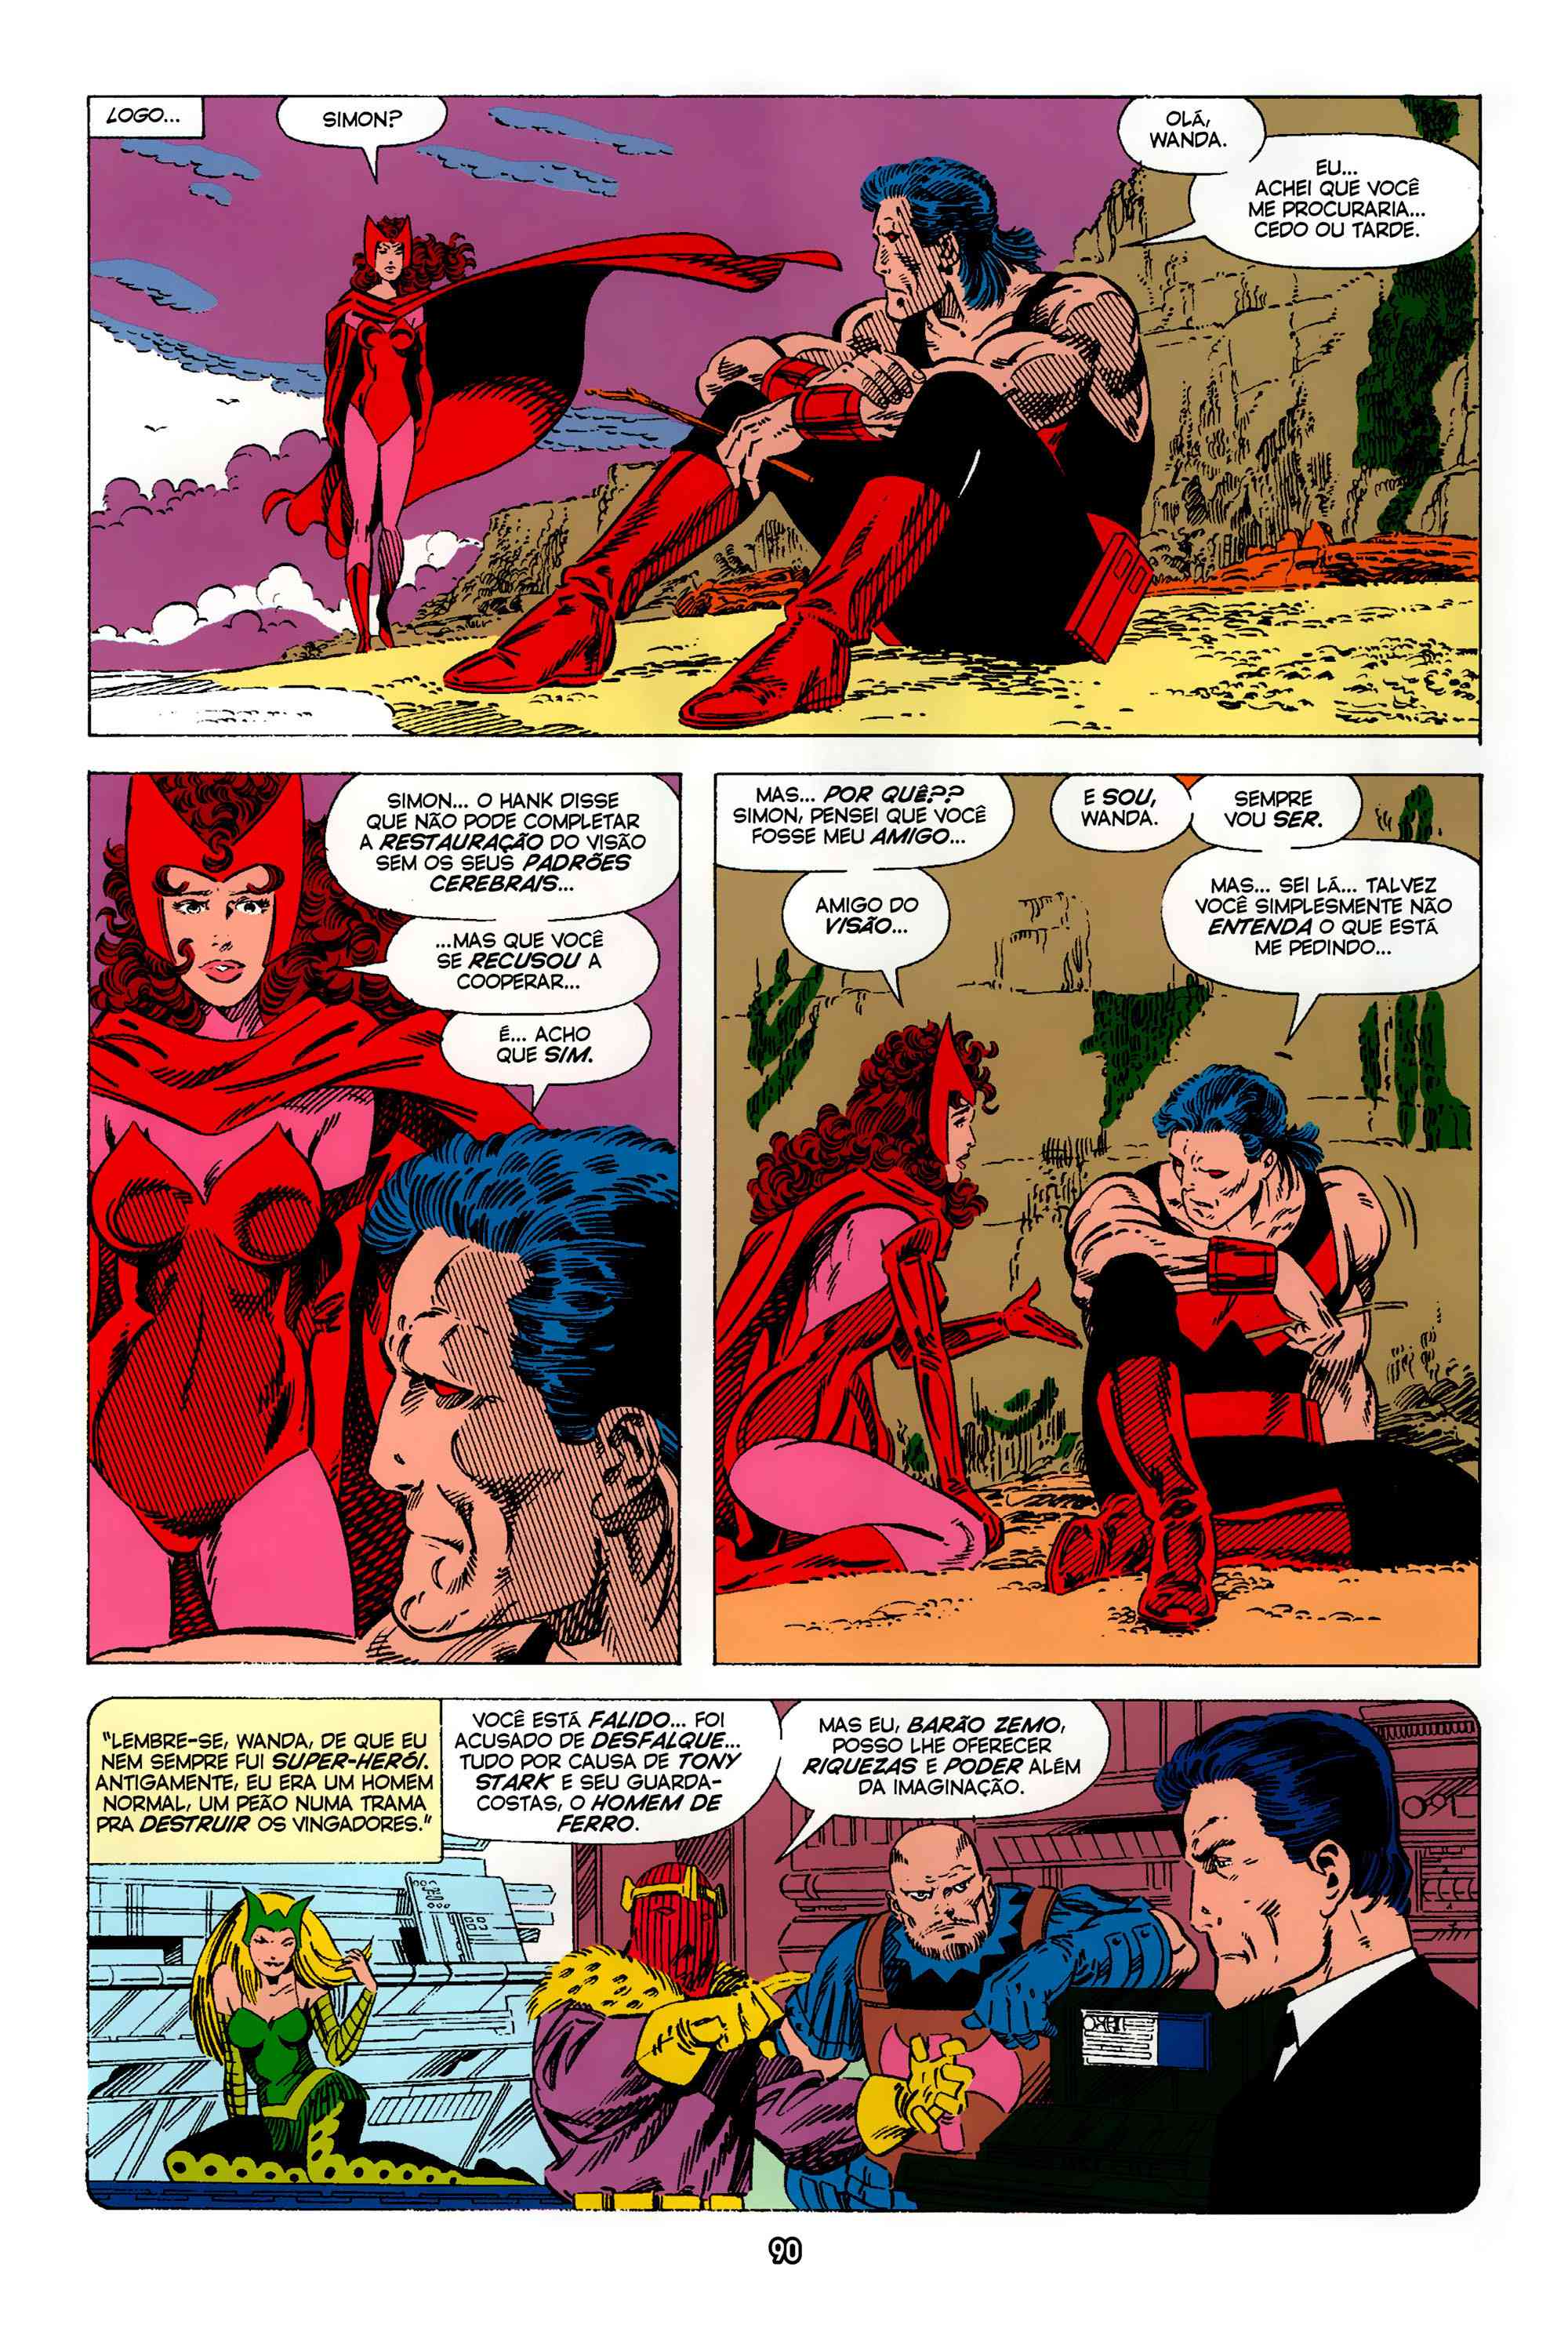 LOGO...
SIMON?
OLÁ,
WANDA.
EU...
ACHEI QUE VOCÊ
ME PROCURARIA...
CEDO OU TARDE.
SIMON... O HANK DISSE
QUE NÃO PODE COMPLETAR
A RESTAURAÇÃO DO VISÃO
SEM OS SEUS PADRÕES
CEREBRAIS...
...MAS QUE VOCÊ
SE RECUSOU A
COOPERAR...
É... ACHO
QUE SIM.
MAS... POR QUÊ??
SIMON, PENSEI QUE VOCÊ
FOSSE MEU AMIGO...
AMIGO DO
VISÃO...
E SOU,
WANDA.
SEMPRE
VOU SER.
MAS... SEI LÁ... TALVEZ
VOCÊ SIMPLESMENTE NÃO
ENTENDA O QUE ESTÁ
ME PEDINDO...
"LEMBRE-SE, WANDA, DE QUE EU
NEM SEMPRE FUI SUPER-HERÓI.
ANTIGAMENTE, EU ERA UM HOMEM
NORMAL, UM PEÃO NUMA TRAMA
PRA DESTRUIR OS VINGADORES."
VOCÊ ESTÁ FALIDO... FOI
ACUSADO DE DESFALQUE...
TUDO POR CAUSA DE TONY
STARK E SEU GUARDA-
COSTAS, O HOMEM DE
FERRO.
MAS EU, BARÃO ZEMO,
POSSO LHE OFERECER
RIQUEZAS E PODER ALÉM
DA IMAGINAÇÃO.
90